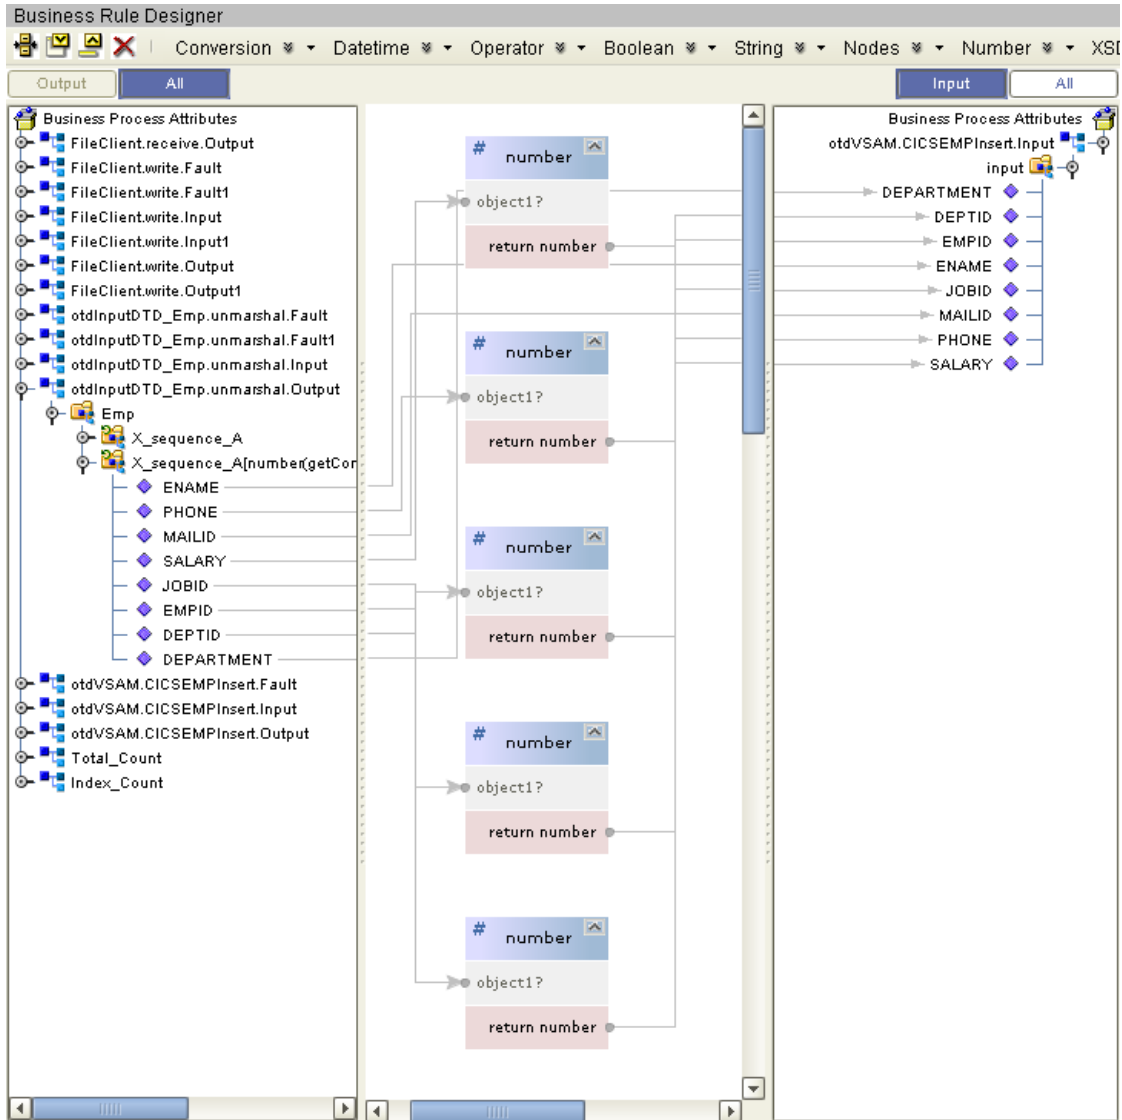 Business Rule Designer
Conversion Datetime Operator Boolean String Nodes Number XSD
Output All Input All
Business Process Attributes
FileClient.receive.Output
FileClient.write.Fault
FileClient.write.Fault1
FileClient.write.Input
FileClient.write.Input1
FileClient.write.Output
FileClient.write.Output1
otdInputDTD_Emp.unmarshal.Fault
otdInputDTD_Emp.unmarshal.Fault1
otdInputDTD_Emp.unmarshal.Input
otdInputDTD_Emp.unmarshal.Output
Emp
X_sequence_A
X_sequence_A[number(getCor
ENAME
PHONE
MAILID
SALARY
JOBID
EMPID
DEPTID
DEPARTMENT
otdVSAM.CICSEMPInsert.Fault
otdVSAM.CICSEMPInsert.Input
otdVSAM.CICSEMPInsert.Output
Total_Count
Index_Count
# number
object1?
return number
# number
object1?
return number
# number
object1?
return number
# number
object1?
return number
# number
object1?
return number
Business Process Attributes
otdVSAM.CICSEMPInsert.Input
input
DEPARTMENT
DEPTID
EMPID
ENAME
JOBID
MAILID
PHONE
SALARY